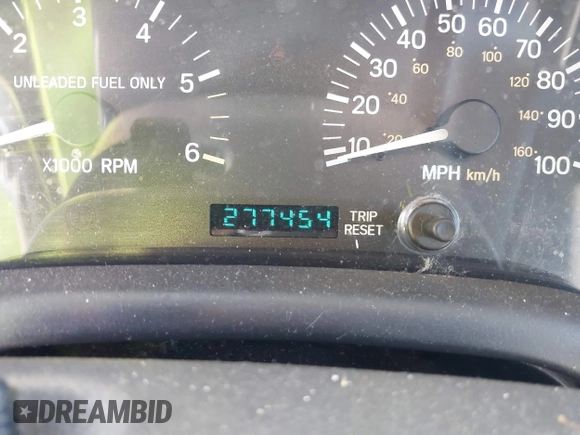 2 3 4 5 6
UNLEADED FUEL ONLY
X1000 RPM
10 20 30 40 50 60 70 80 90 100
20 40 60 80 100 120 140 160
MPH km/h
277454
TRIP
RESET
DREAMBID